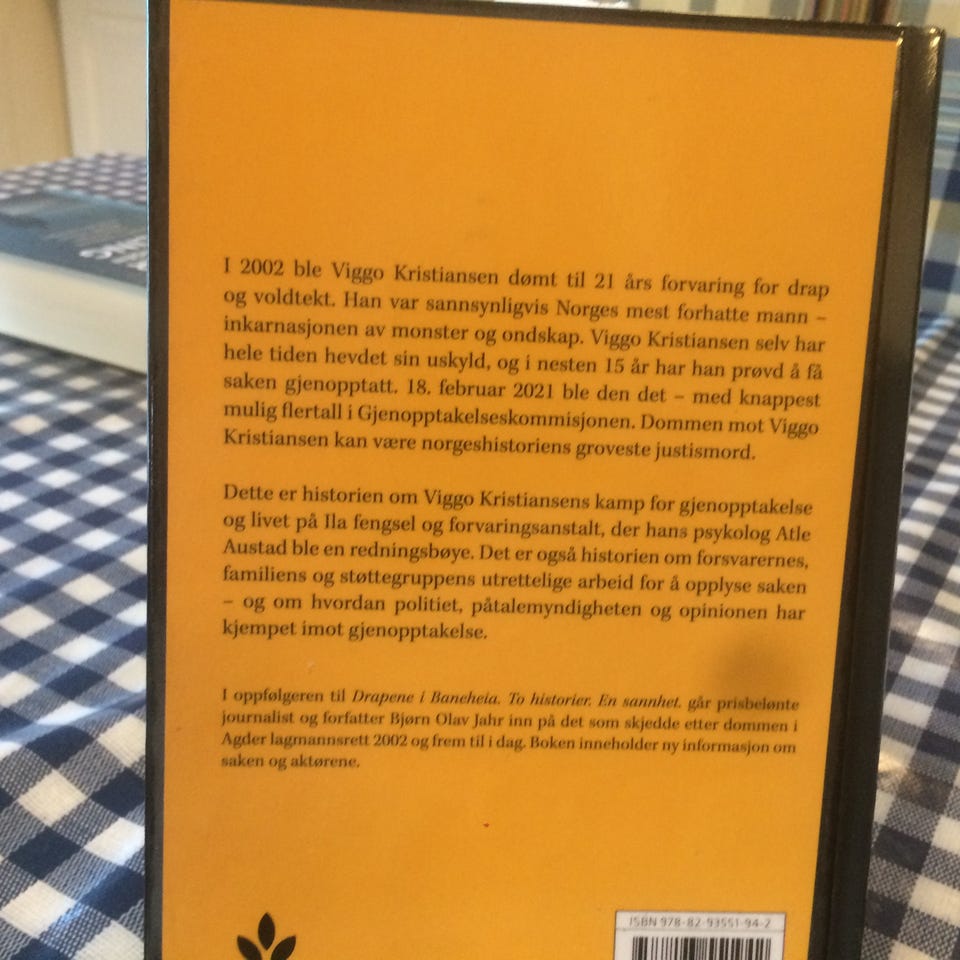 I 2002 ble Viggo Kristiansen dømt til 21 års forvaring for drap
og voldtekt. Han var sannsynligvis Norges mest forhatte mann –
inkarnasjonen av monster og ondskap. Viggo Kristiansen selv har
hele tiden hevdet sin uskyld, og i nesten 15 år har han prøvd å få
saken gjenopptatt. 18. februar 2021 ble den det – med knappest
mulig flertall i Gjenopptakelseskommisjonen. Dommen mot Viggo
Kristiansen kan være norgeshistoriens groveste justismord.
Dette er historien om Viggo Kristiansens kamp for gjenopptakelse
og livet på Ila fengsel og forvaringsanstalt, der hans psykolog Atle
Austad ble en redningsbøye. Det er også historien om forsvarernes,
familiens og støttegruppens utrettelige arbeid for å opplyse saken
– og om hvordan politiet, påtalemyndigheten og opinionen har
kjempet imot gjenopptakelse.
I oppfølgeren til Drapene i Baneheia. To historier. En sannhet. går prisbelønte
journalist og forfatter Bjørn Olav Jahr inn på det som skjedde etter dommen i
Agder lagmannsrett 2002 og frem til i dag. Boken inneholder ny informasjon om
saken og aktørene.
ISBN 978-82-93551-94-2